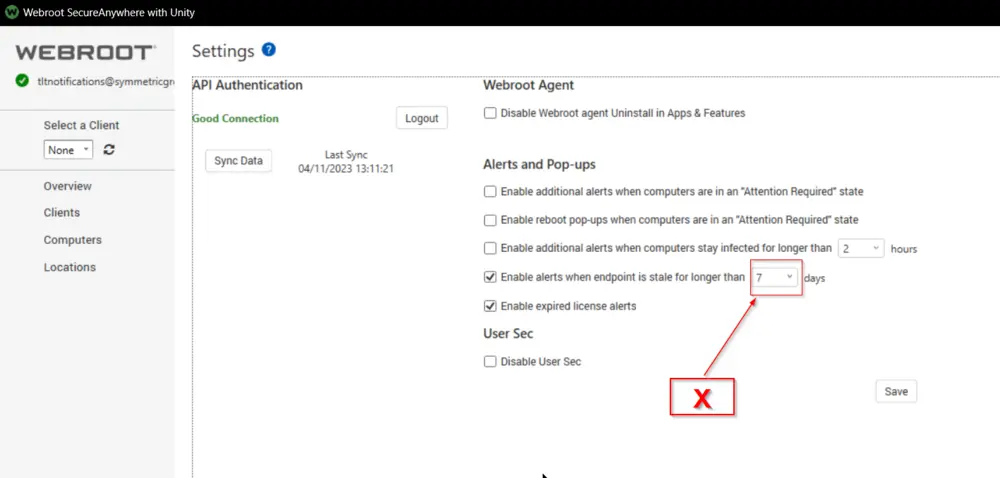 Webroot SecureAnywhere with Unity
WEBROOT
tltnotifications@symmetricgr
Select a Client
None
Overview
Clients
Computers
Locations
Settings ?
API Authentication
Good Connection
Logout
Sync Data
Last Sync
04/11/2023 13:11:21
Webroot Agent
Disable Webroot agent Uninstall in Apps & Features
Alerts and Pop-ups
Enable additional alerts when computers are in an "Attention Required" state
Enable reboot pop-ups when computers are in an "Attention Required" state
Enable additional alerts when computers stay infected for longer than 2 hours
Enable alerts when endpoint is stale for longer than 7 days
Enable expired license alerts
User Sec
Disable User Sec
X
Save